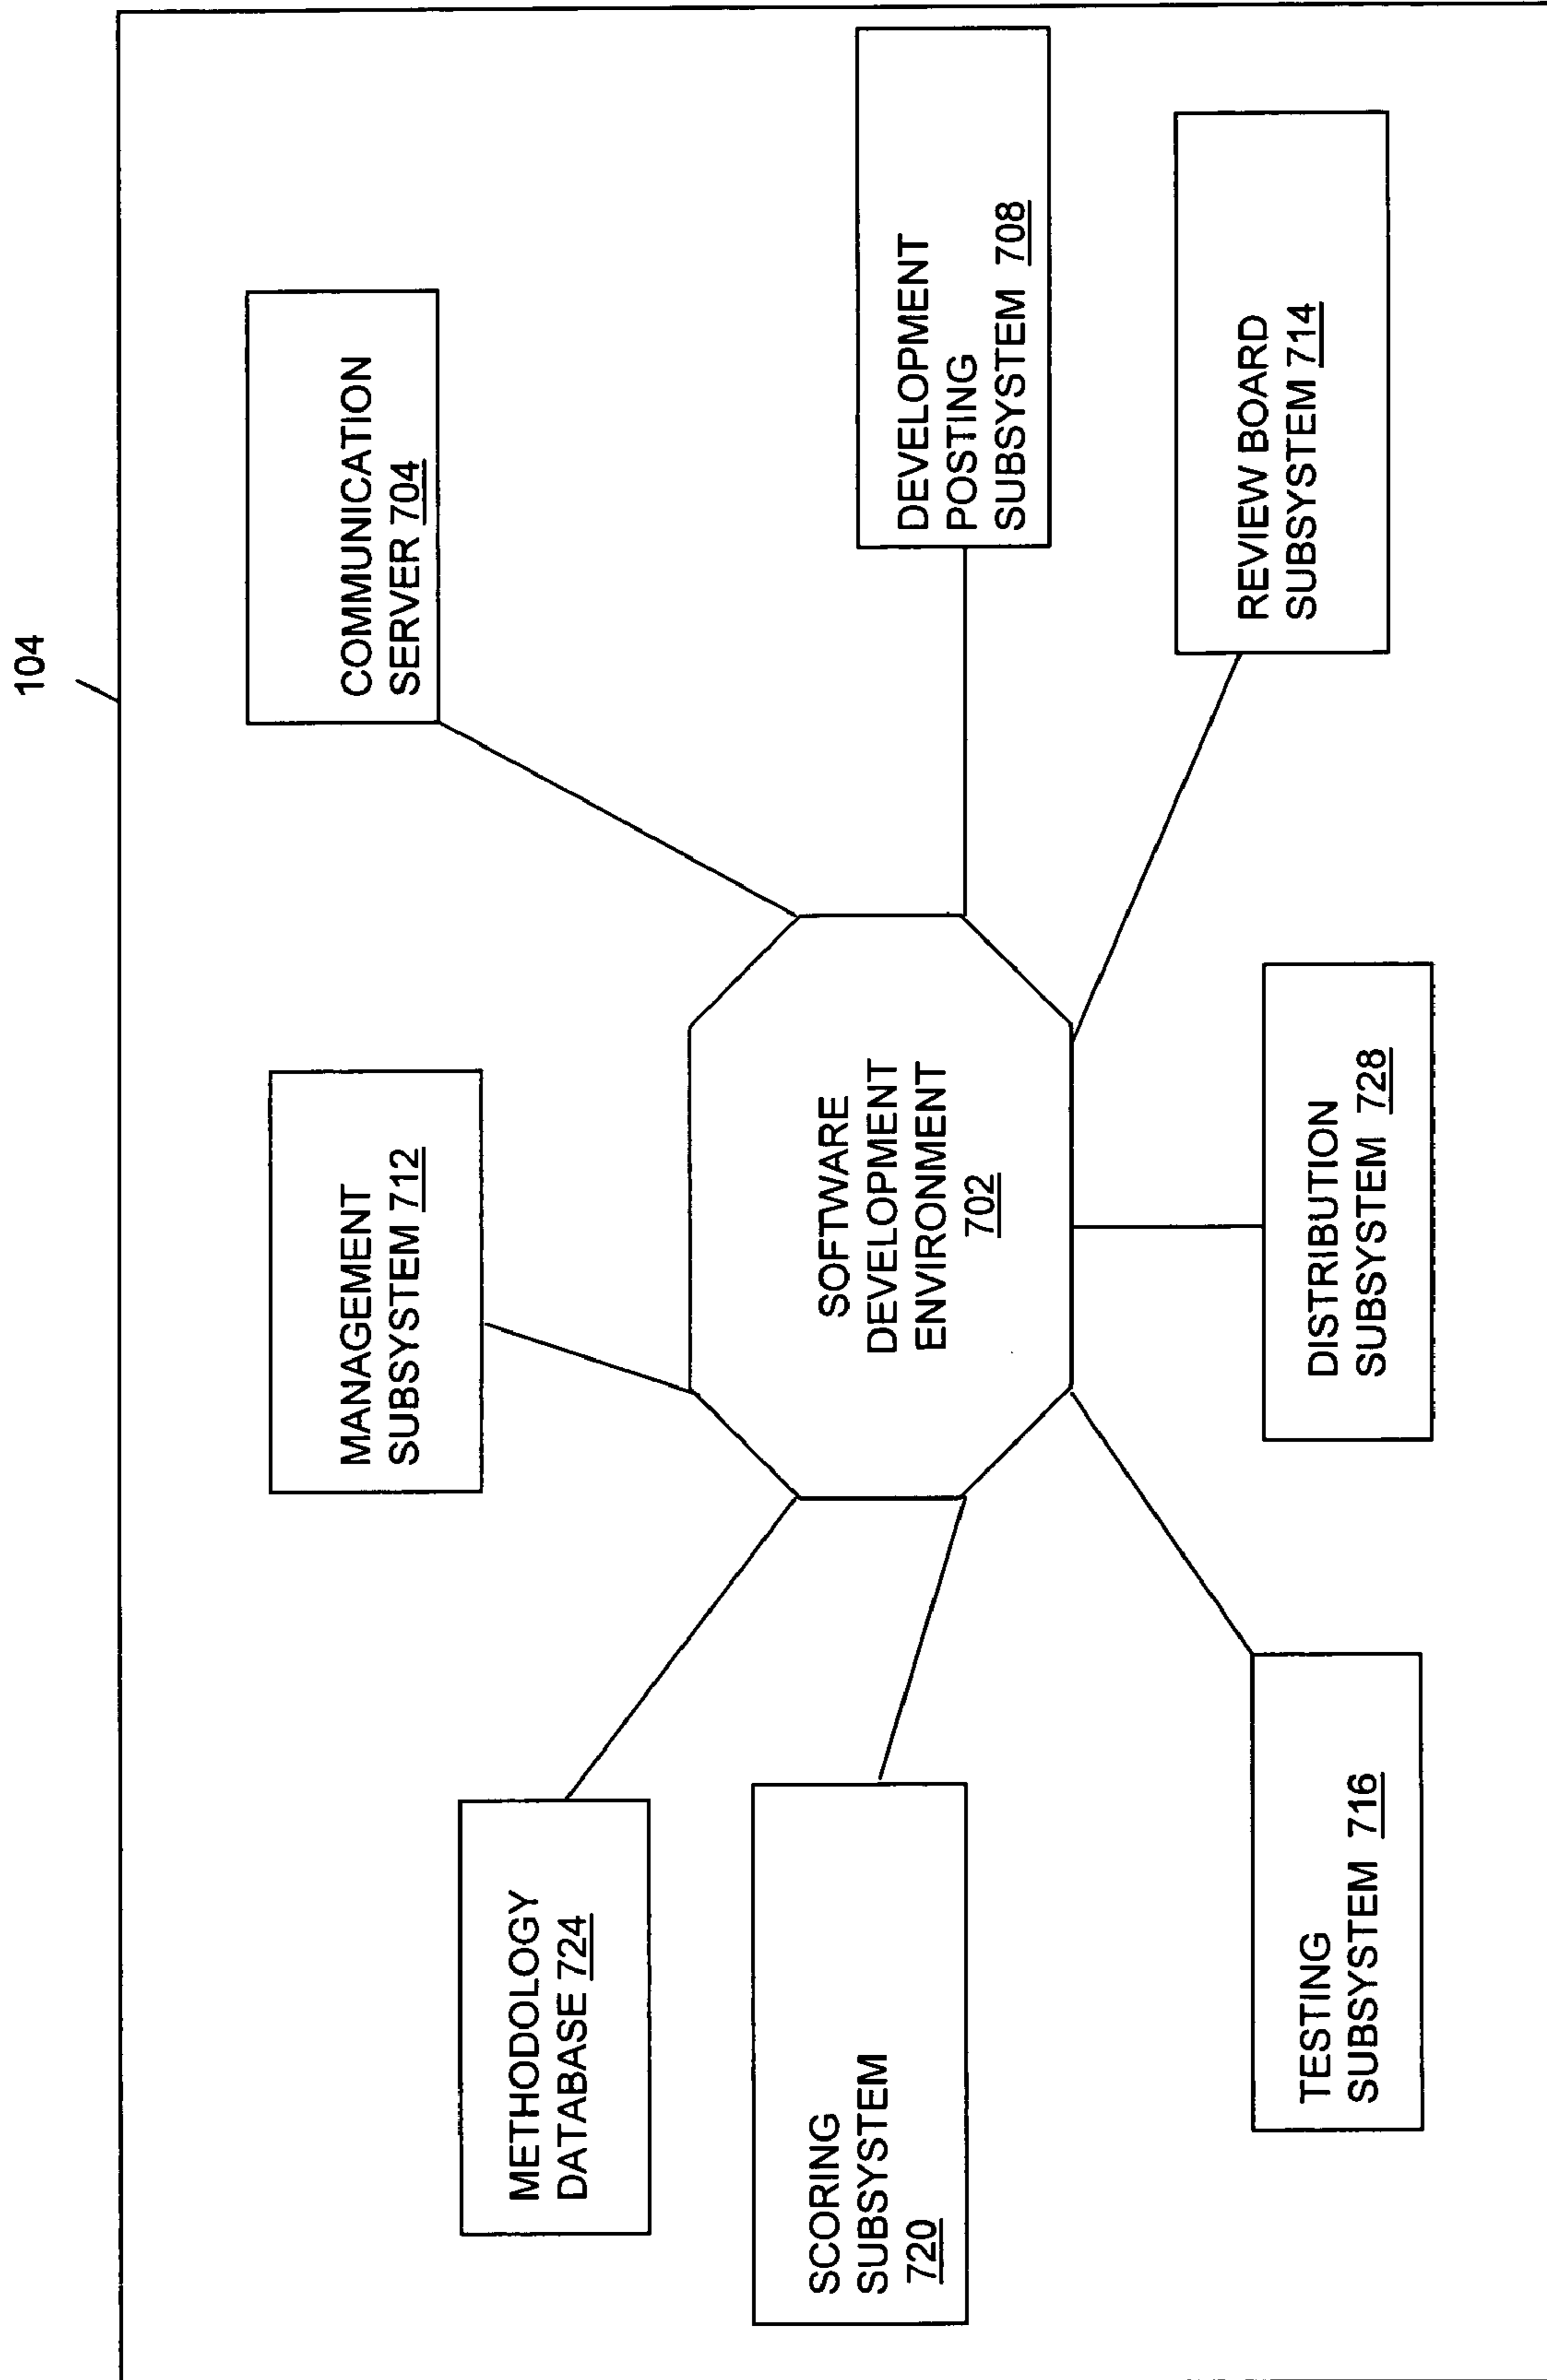 104
COMMUNICATION
SERVER 704
MANAGEMENT
SUBSYSTEM 712
METHODOLOGY
DATABASE 724
SOFTWARE
DEVELOPMENT
ENVIRONMENT
702
DEVELOPMENT
POSTING
SUBSYSTEM 708
SCORING
SUBSYSTEM
720
REVIEW BOARD
SUBSYSTEM 714
DISTRIBUTION
SUBSYSTEM 728
TESTING
SUBSYSTEM 716